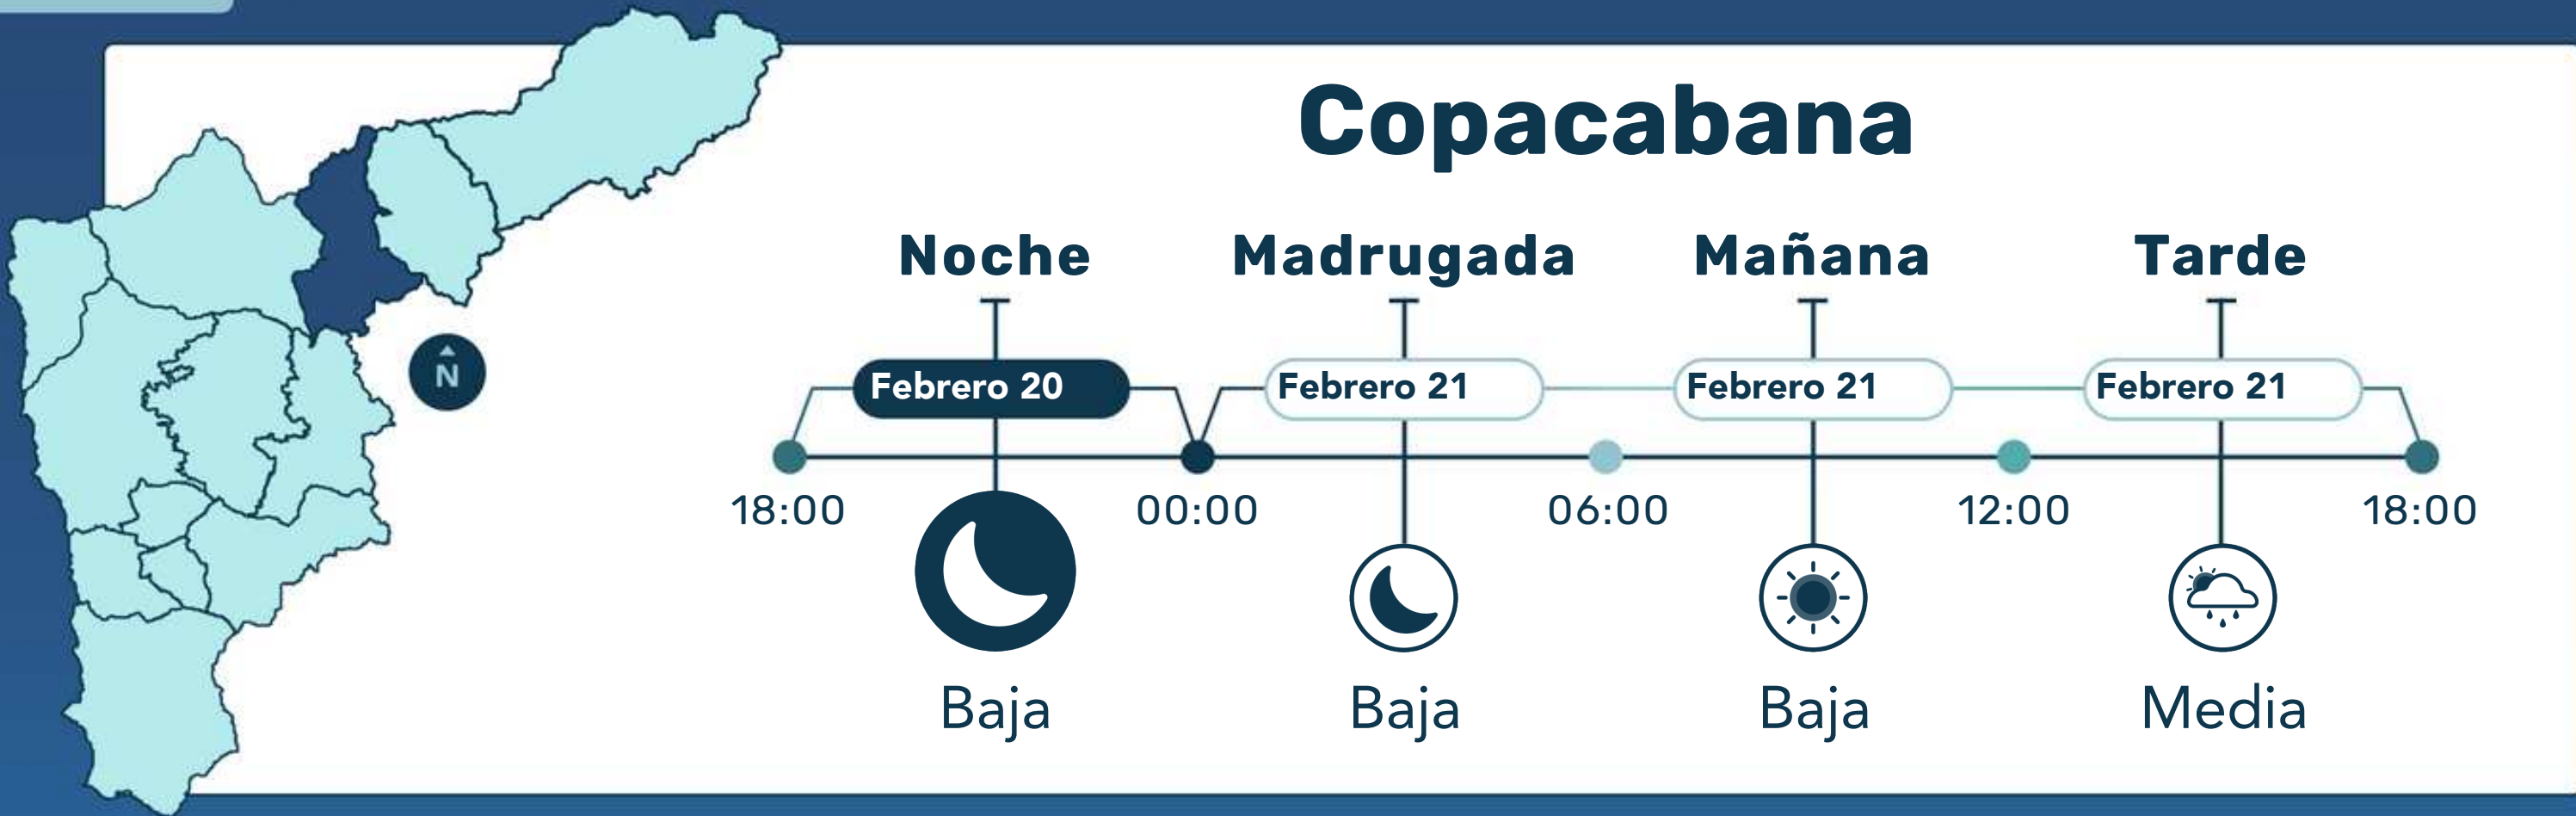 Copacabana
Noche Madrugada Mañana Tarde
Febrero 20 Febrero 21 Febrero 21 Febrero 21
N
18:00 00:00 06:00 12:00 18:00
Baja Baja Baja Media